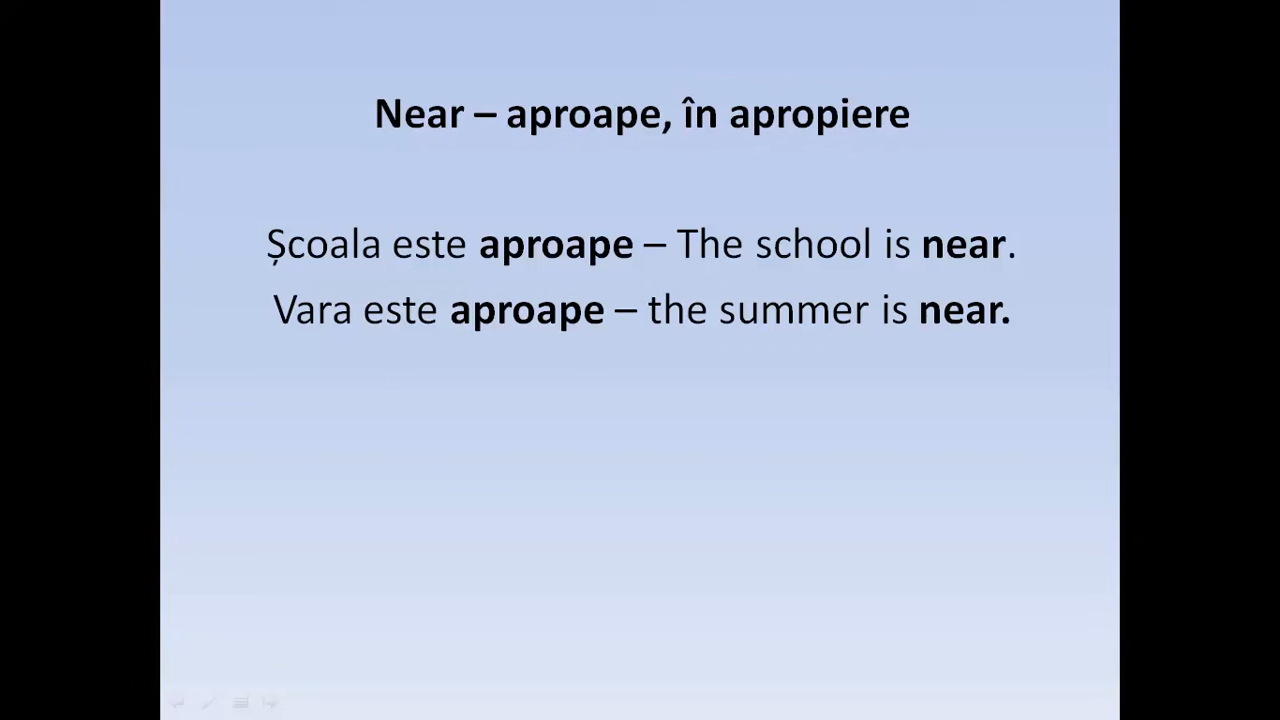 Near – aproape, în apropiere
Școala este aproape – The school is near.
Vara este aproape – the summer is near.